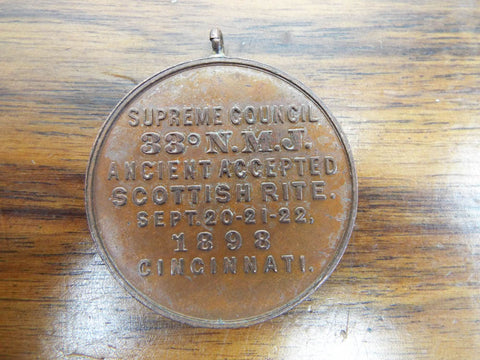 SUPREME COUNCIL
33° N.M.J.
ANCIENT ACCEPTED
SCOTTISH RITE.
SEPT. 20-21-22,
1898
CINCINNATI.